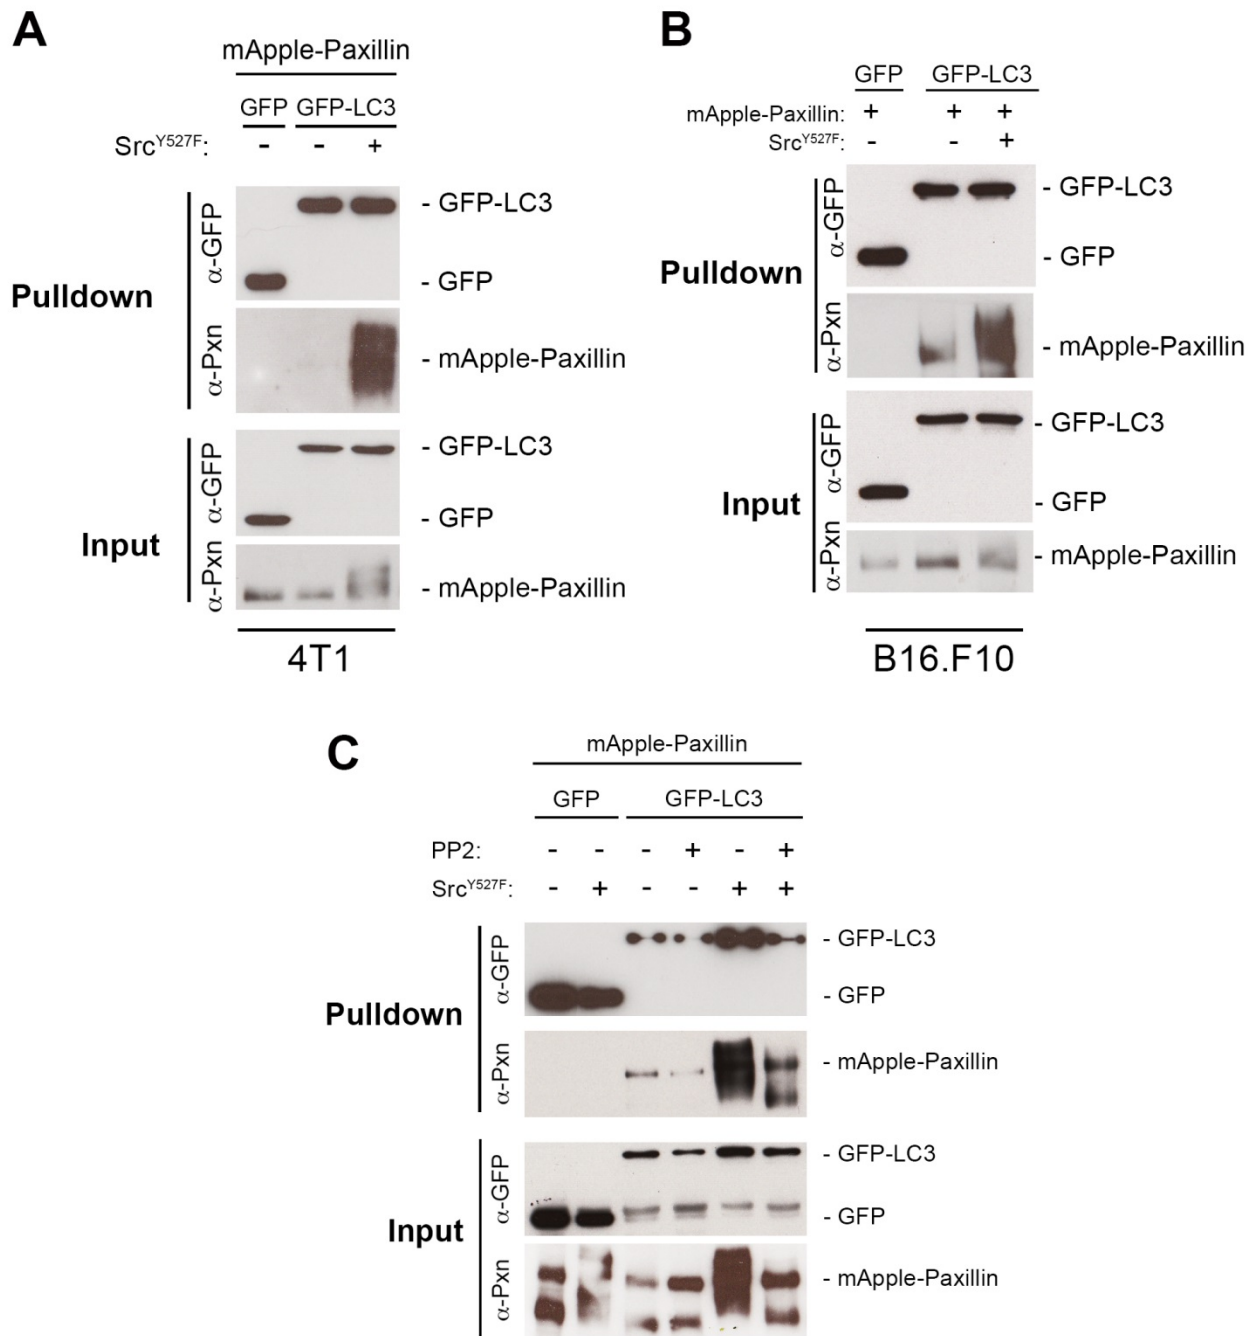 A
mApple-Paxillin
GFP GFP-LC3
Src^Y527F: - - +
Pulldown
α-GFP
- GFP-LC3
- GFP
α-Pxn
- mApple-Paxillin
Input
α-GFP
- GFP-LC3
- GFP
α-Pxn
- mApple-Paxillin
4T1
B
GFP GFP-LC3
mApple-Paxillin: + + +
Src^Y527F: - - +
Pulldown
α-GFP
- GFP-LC3
- GFP
α-Pxn
- mApple-Paxillin
Input
α-GFP
- GFP-LC3
- GFP
α-Pxn
- mApple-Paxillin
B16.F10
C
mApple-Paxillin
GFP GFP-LC3
PP2: - - - + - +
Src^Y527F: - + - - + +
Pulldown
α-GFP
- GFP-LC3
- GFP
α-Pxn
- mApple-Paxillin
Input
α-GFP
- GFP-LC3
- GFP
α-Pxn
- mApple-Paxillin